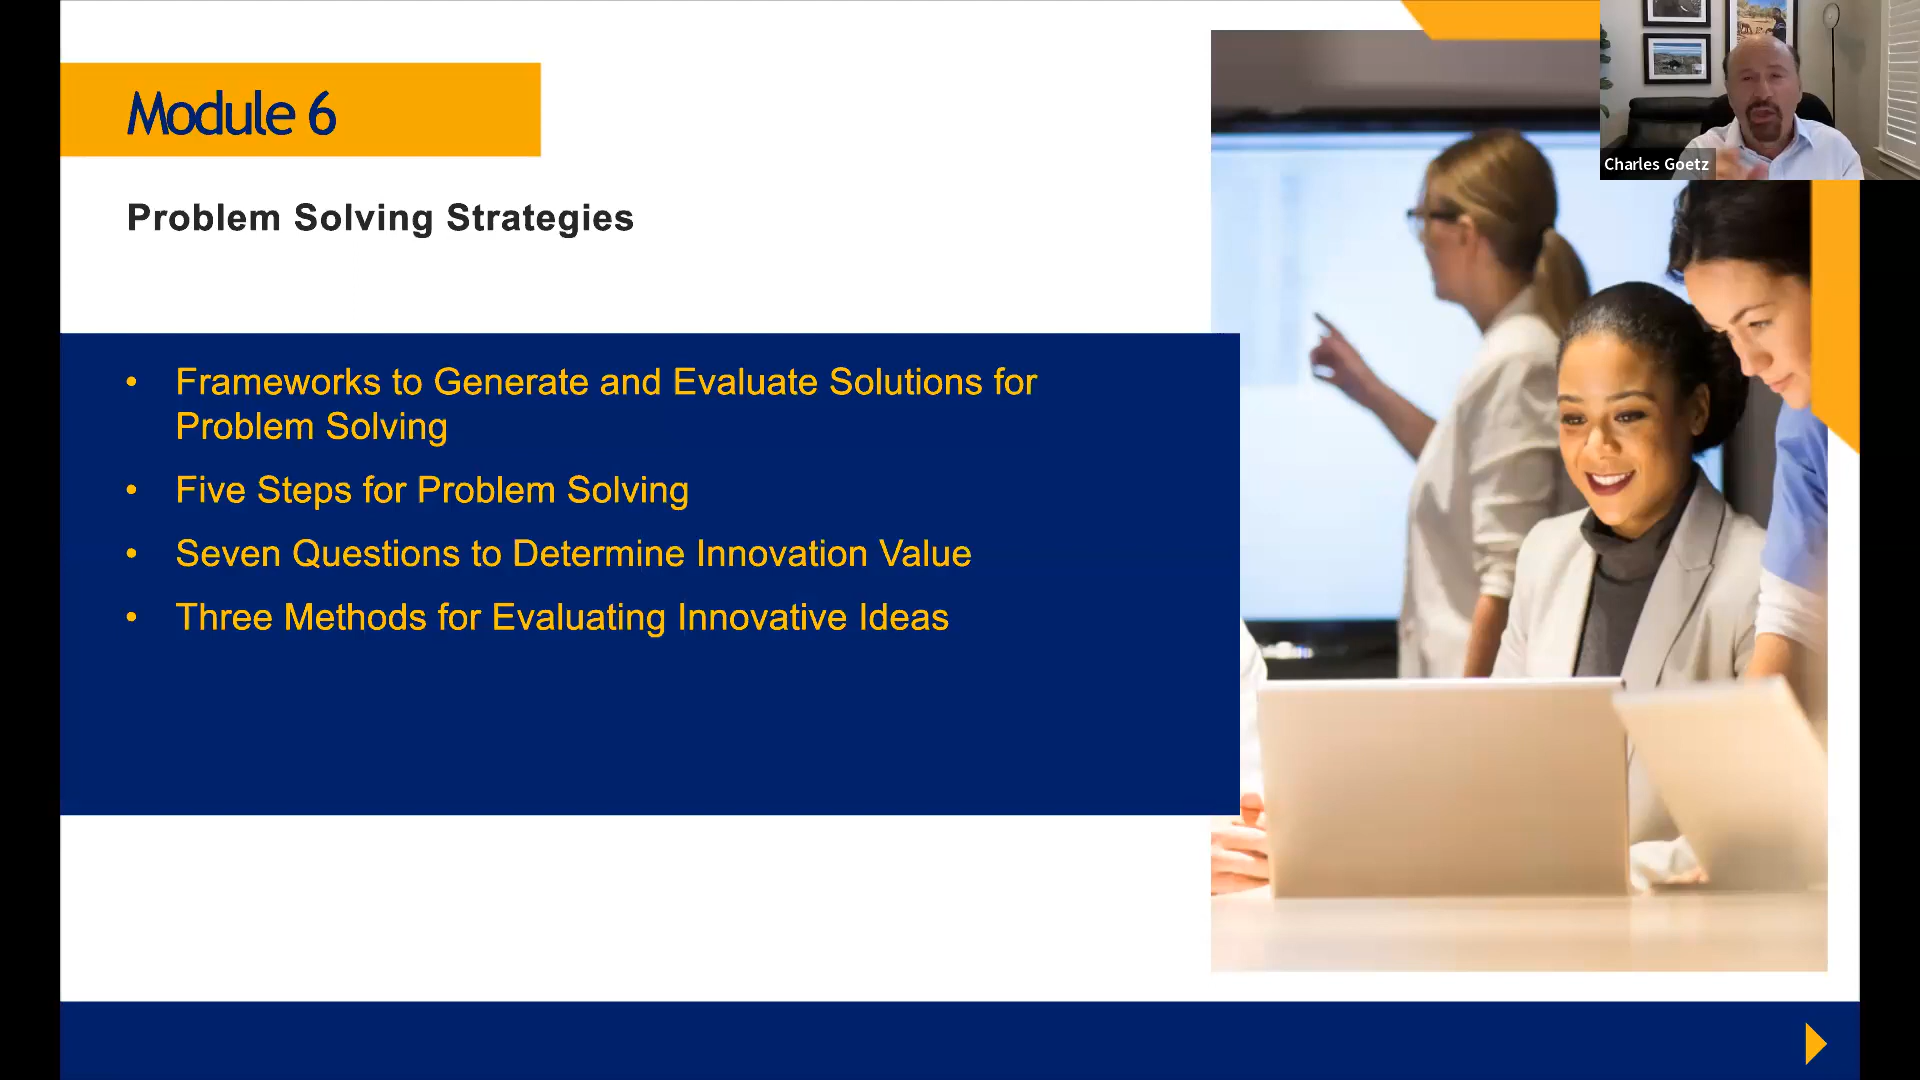 Module 6
Problem Solving Strategies
• Frameworks to Generate and Evaluate Solutions for
Problem Solving
• Five Steps for Problem Solving
• Seven Questions to Determine Innovation Value
• Three Methods for Evaluating Innovative Ideas
Charles Goetz